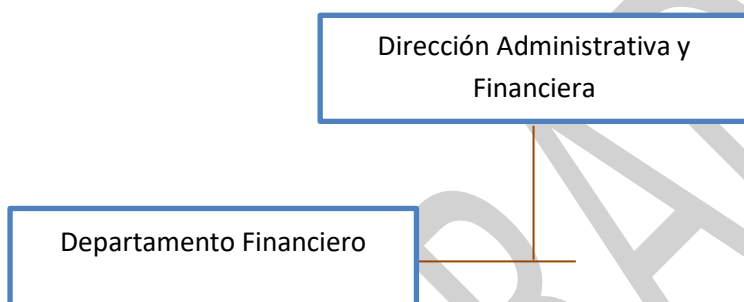 Dirección Administrativa y
Financiera
Departamento Financiero